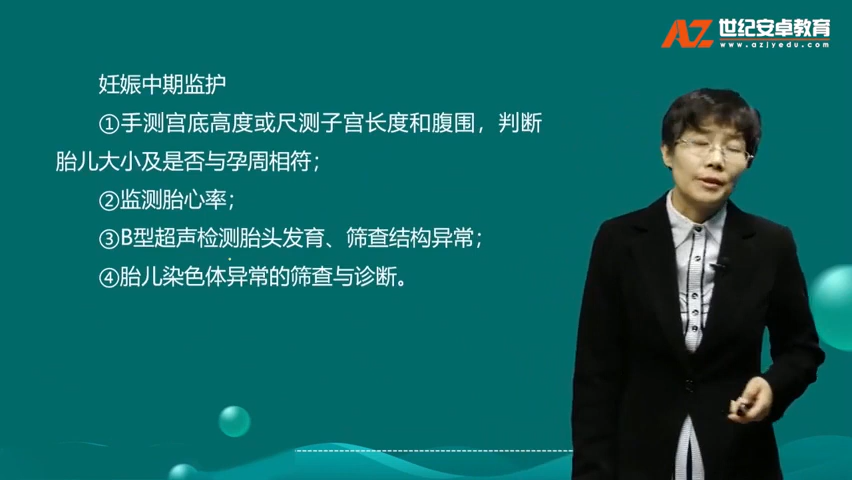 AZ 世纪安卓教育
www.azjyedu.com
妊娠中期监护
①手测宫底高度或尺测子宫长度和腹围，判断
胎儿大小及是否与孕周相符；
②监测胎心率；
③B型超声检测胎头发育、筛查结构异常；
④胎儿染色体异常的筛查与诊断。